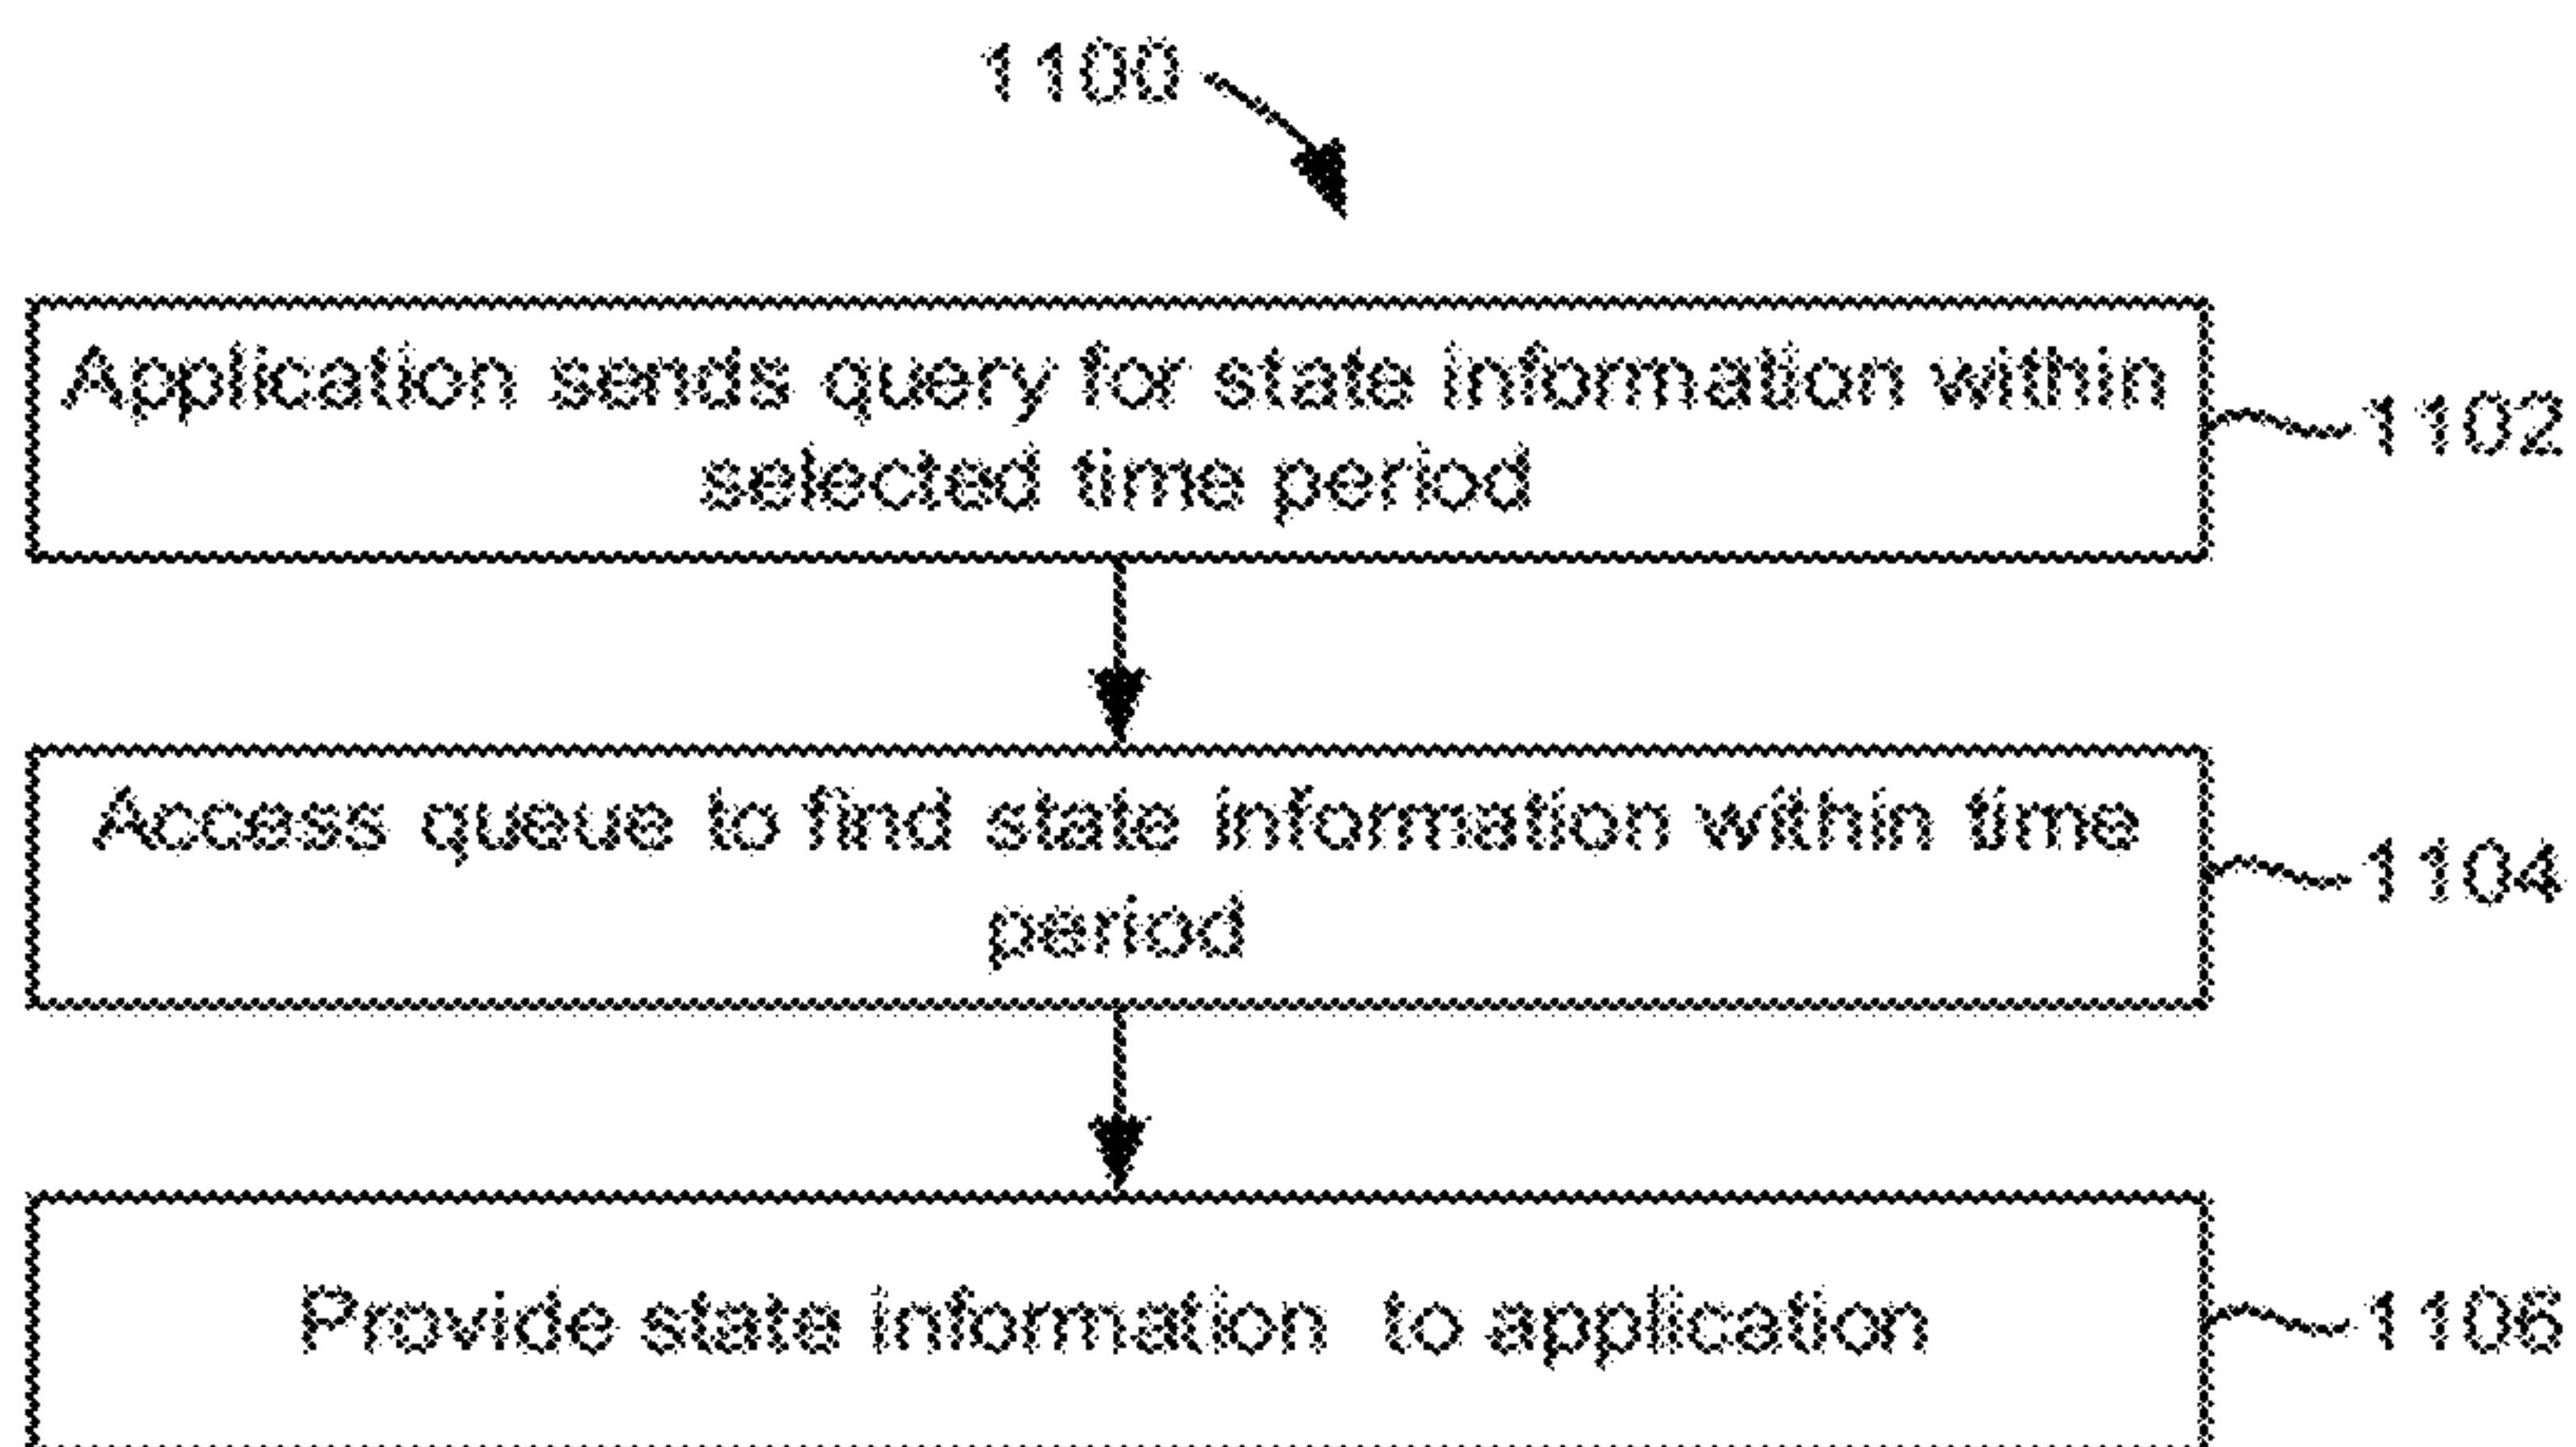 1100
Application sends query for state information within
selected time period
1102
Access queue to find state information within time
period
1104
Provide state information to application
1106